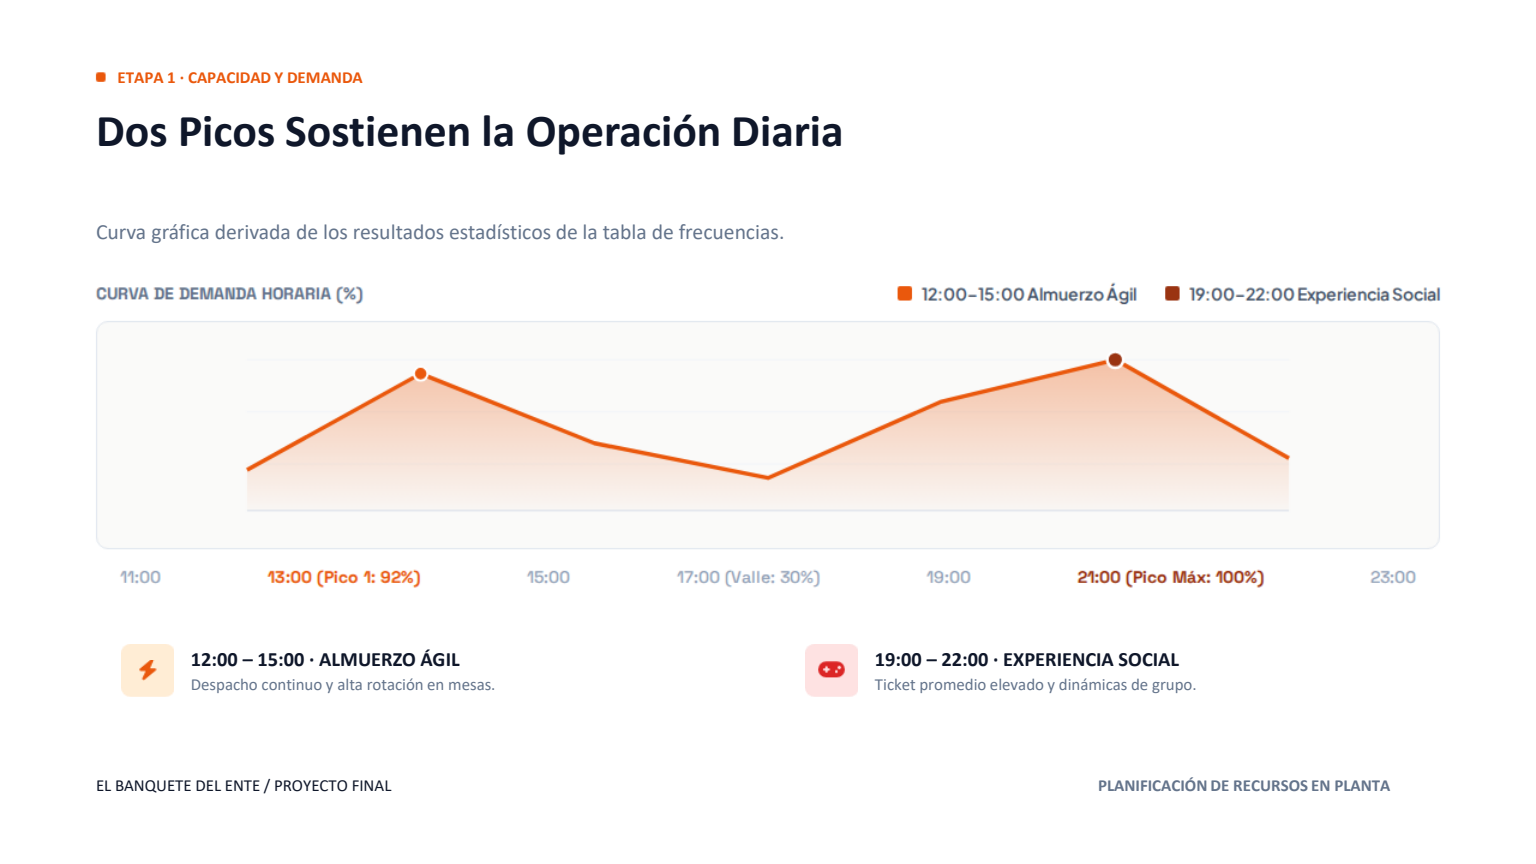 ETAPA 1 · CAPACIDAD Y DEMANDA
Dos Picos Sostienen la Operación Diaria
Curva gráfica derivada de los resultados estadísticos de la tabla de frecuencias.
CURVA DE DEMANDA HORARIA (%)
12:00–15:00 Almuerzo Ágil
19:00–22:00 Experiencia Social
11:00
13:00 (Pico 1: 92%)
15:00
17:00 (Valle: 30%)
19:00
21:00 (Pico Máx: 100%)
23:00
12:00 – 15:00 · ALMUERZO ÁGIL
Despacho continuo y alta rotación en mesas.
19:00 – 22:00 · EXPERIENCIA SOCIAL
Ticket promedio elevado y dinámicas de grupo.
EL BANQUETE DEL ENTE / PROYECTO FINAL
PLANIFICACIÓN DE RECURSOS EN PLANTA